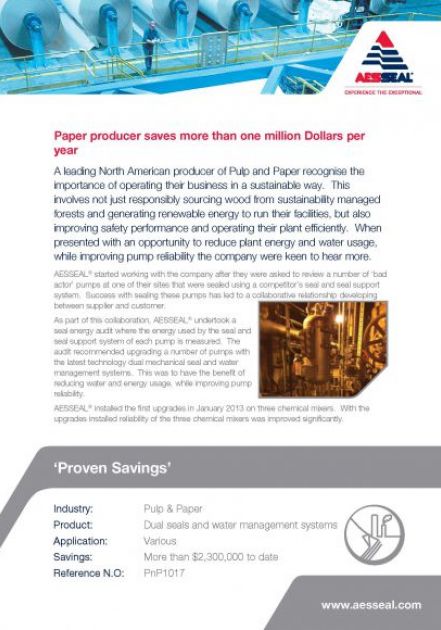 AESSEAL®
EXPERIENCE THE EXCEPTIONAL
Paper producer saves more than one million Dollars per
year
A leading North American producer of Pulp and Paper recognise the
importance of operating their business in a sustainable way.  This
involves not just responsibly sourcing wood from sustainability managed
forests and generating renewable energy to run their facilities, but also
improving safety performance and operating their plant efficiently.  When
presented with an opportunity to reduce plant energy and water usage,
while improving pump reliability the company were keen to hear more.
AESSEAL® started working with the company after they were asked to review a number of 'bad
actor' pumps at one of their sites that were sealed using a competitor's seal and seal support
system.  Success with sealing these pumps has led to a collaborative relationship developing
between supplier and customer.
As part of this collaboration, AESSEAL® undertook a
seal energy audit where the energy used by the seal and
seal support system of each pump is measured.  The
audit recommended upgrading a number of pumps with
the latest technology dual mechanical seal and water
management systems.  This was to have the benefit of
reducing water and energy usage, while improving pump
reliability.
AESSEAL® installed the first upgrades in January 2013 on three chemical mixers.  With the
upgrades installed reliability of the three chemical mixers was improved significantly.
'Proven Savings'
Industry: Pulp & Paper
Product: Dual seals and water management systems
Application: Various
Savings: More than $2,300,000 to date
Reference N.O: PnP1017
www.aesseal.com